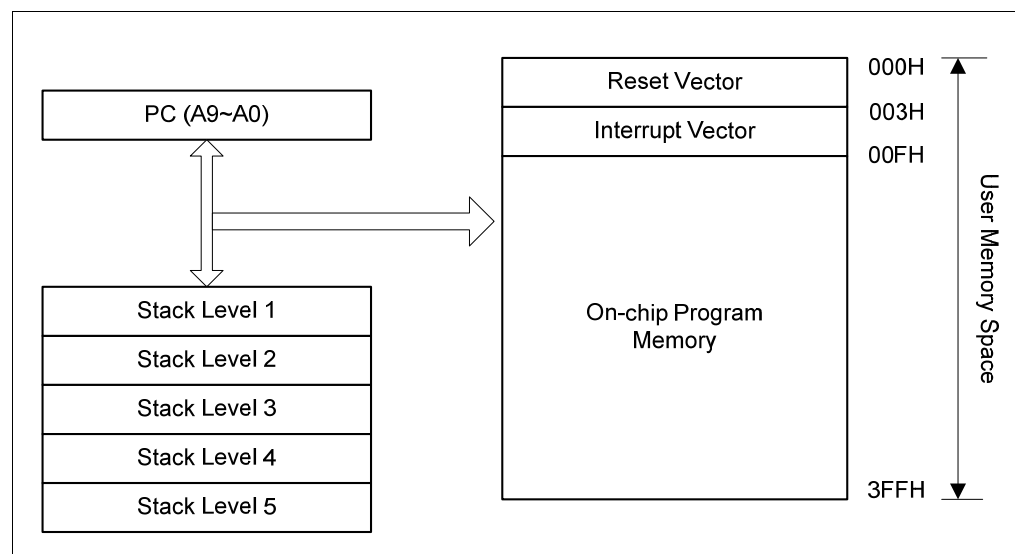 PC (A9~A0)
Stack Level 1
Stack Level 2
Stack Level 3
Stack Level 4
Stack Level 5
Reset Vector
Interrupt Vector
On-chip Program
Memory
000H
003H
00FH
3FFH
User Memory Space